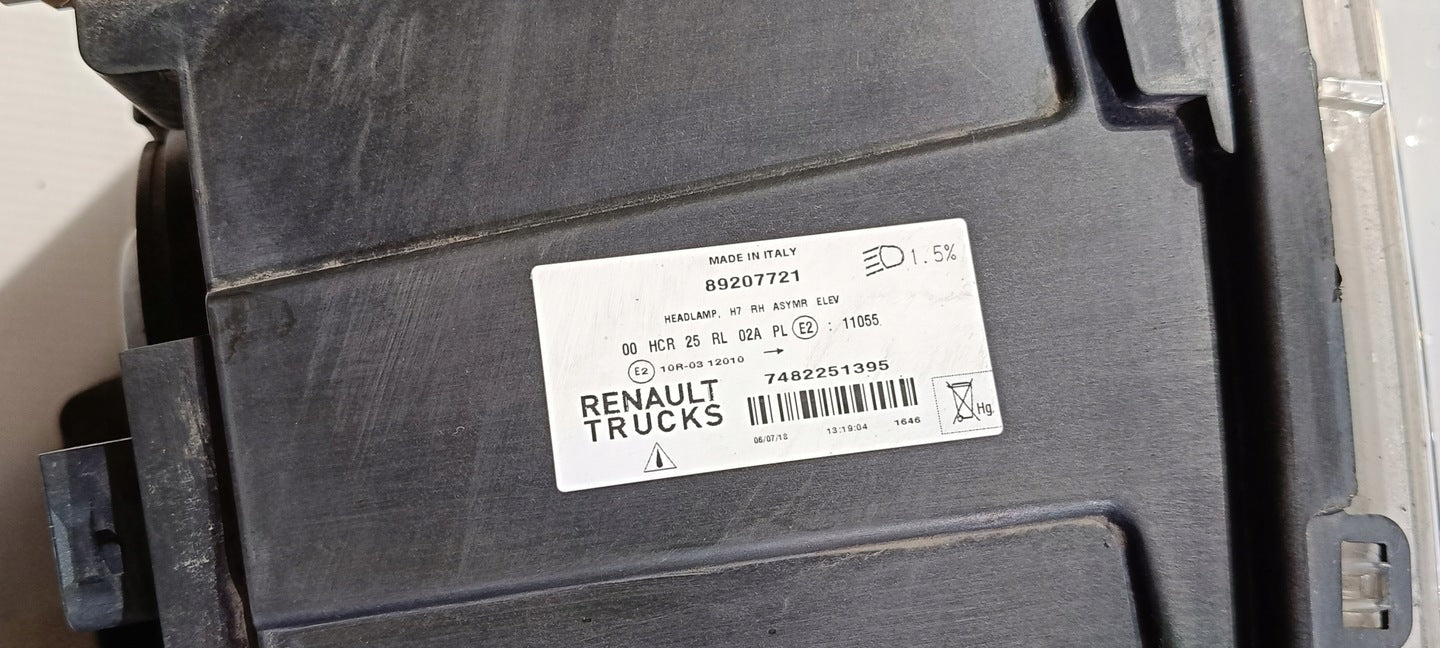 MADE IN ITALY
89207721
1.5%
HEADLAMP. H7 RH ASYMR ELEV
00 HCR 25 RL 02A PL E2 : 11055
E2 10R-03 12010 →
7482251395
RENAULT
TRUCKS
06/07/18 13:19:04 1646
Hg